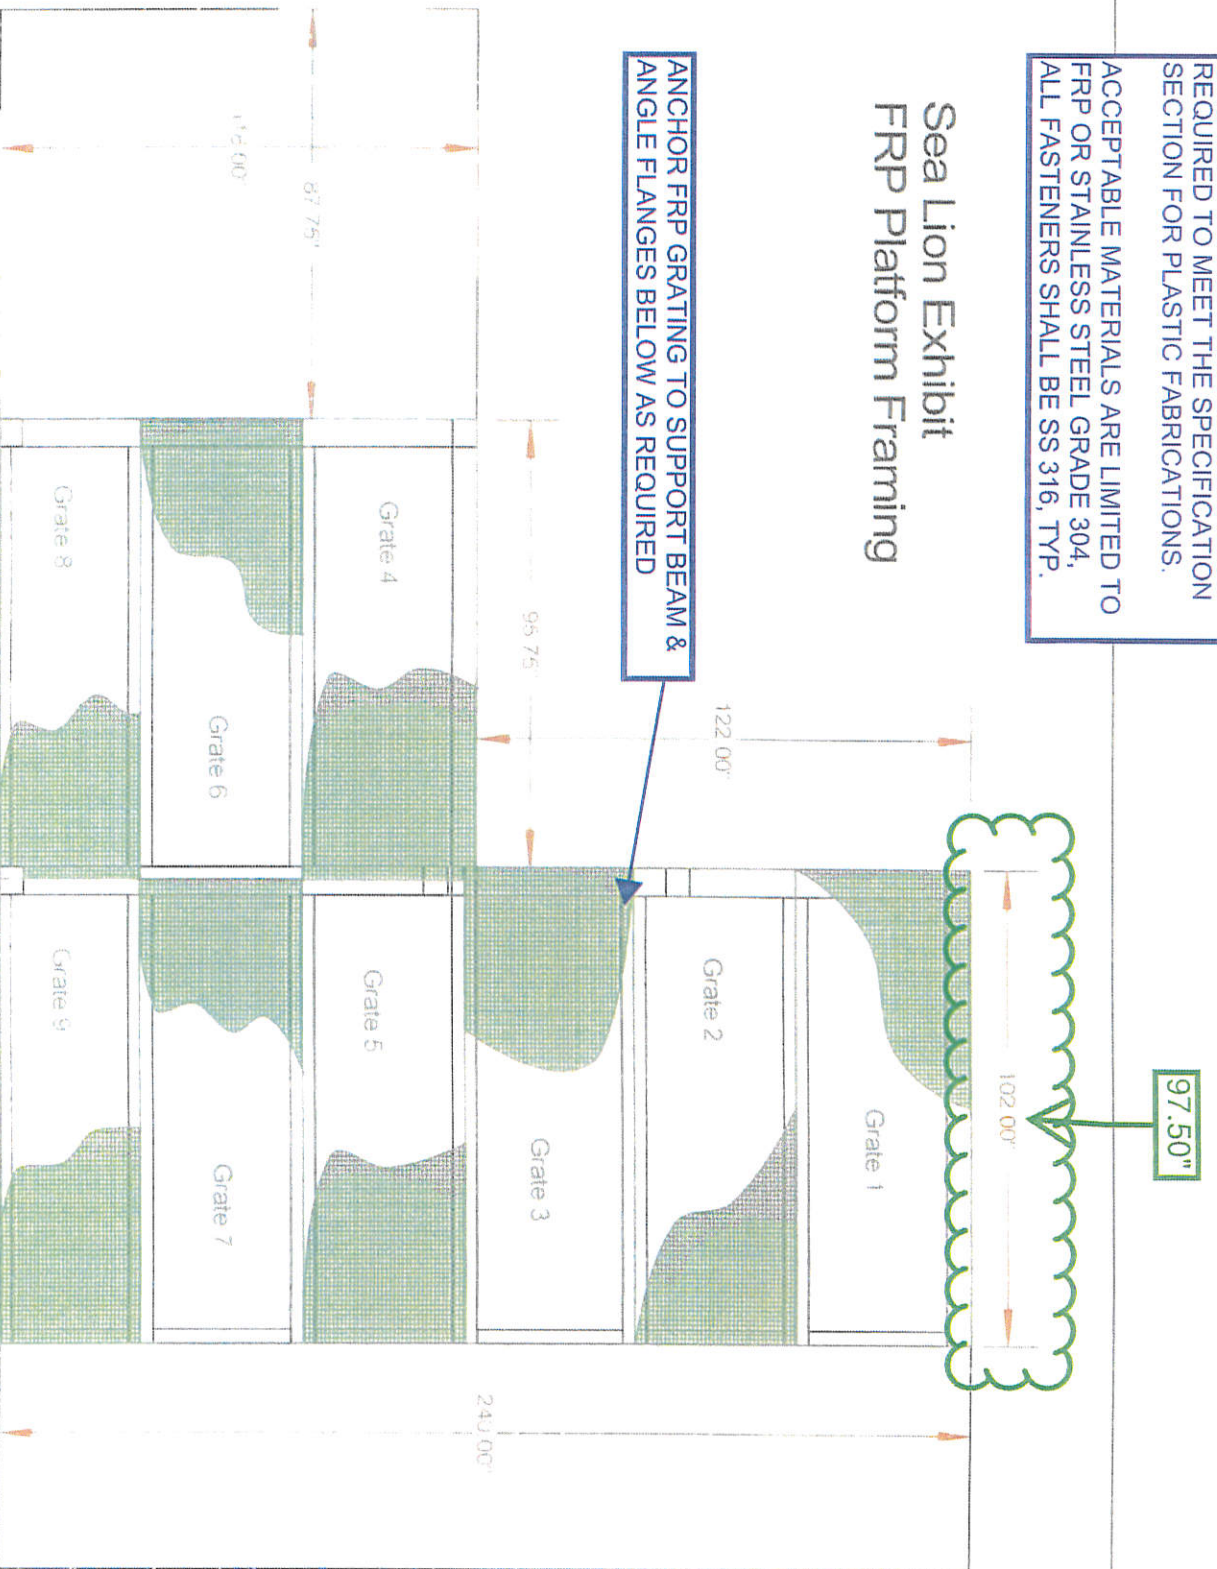 REQUIRED TO MEET THE SPECIFICATION
SECTION FOR PLASTIC FABRICATIONS.
ACCEPTABLE MATERIALS ARE LIMITED TO
FRP OR STAINLESS STEEL GRADE 304,
ALL FASTENERS SHALL BE SS 316, TYP.
97.50"
Sea Lion Exhibit
FRP Platform Framing
102.00"
ANCHOR FRP GRATING TO SUPPORT BEAM &
ANGLE FLANGES BELOW AS REQUIRED
122.00"
Grate 1
Grate 2
95.75"
Grate 3
240.00"
Grate 4
Grate 5
87.75"
Grate 6
Grate 7
Grate 8
Grate 9